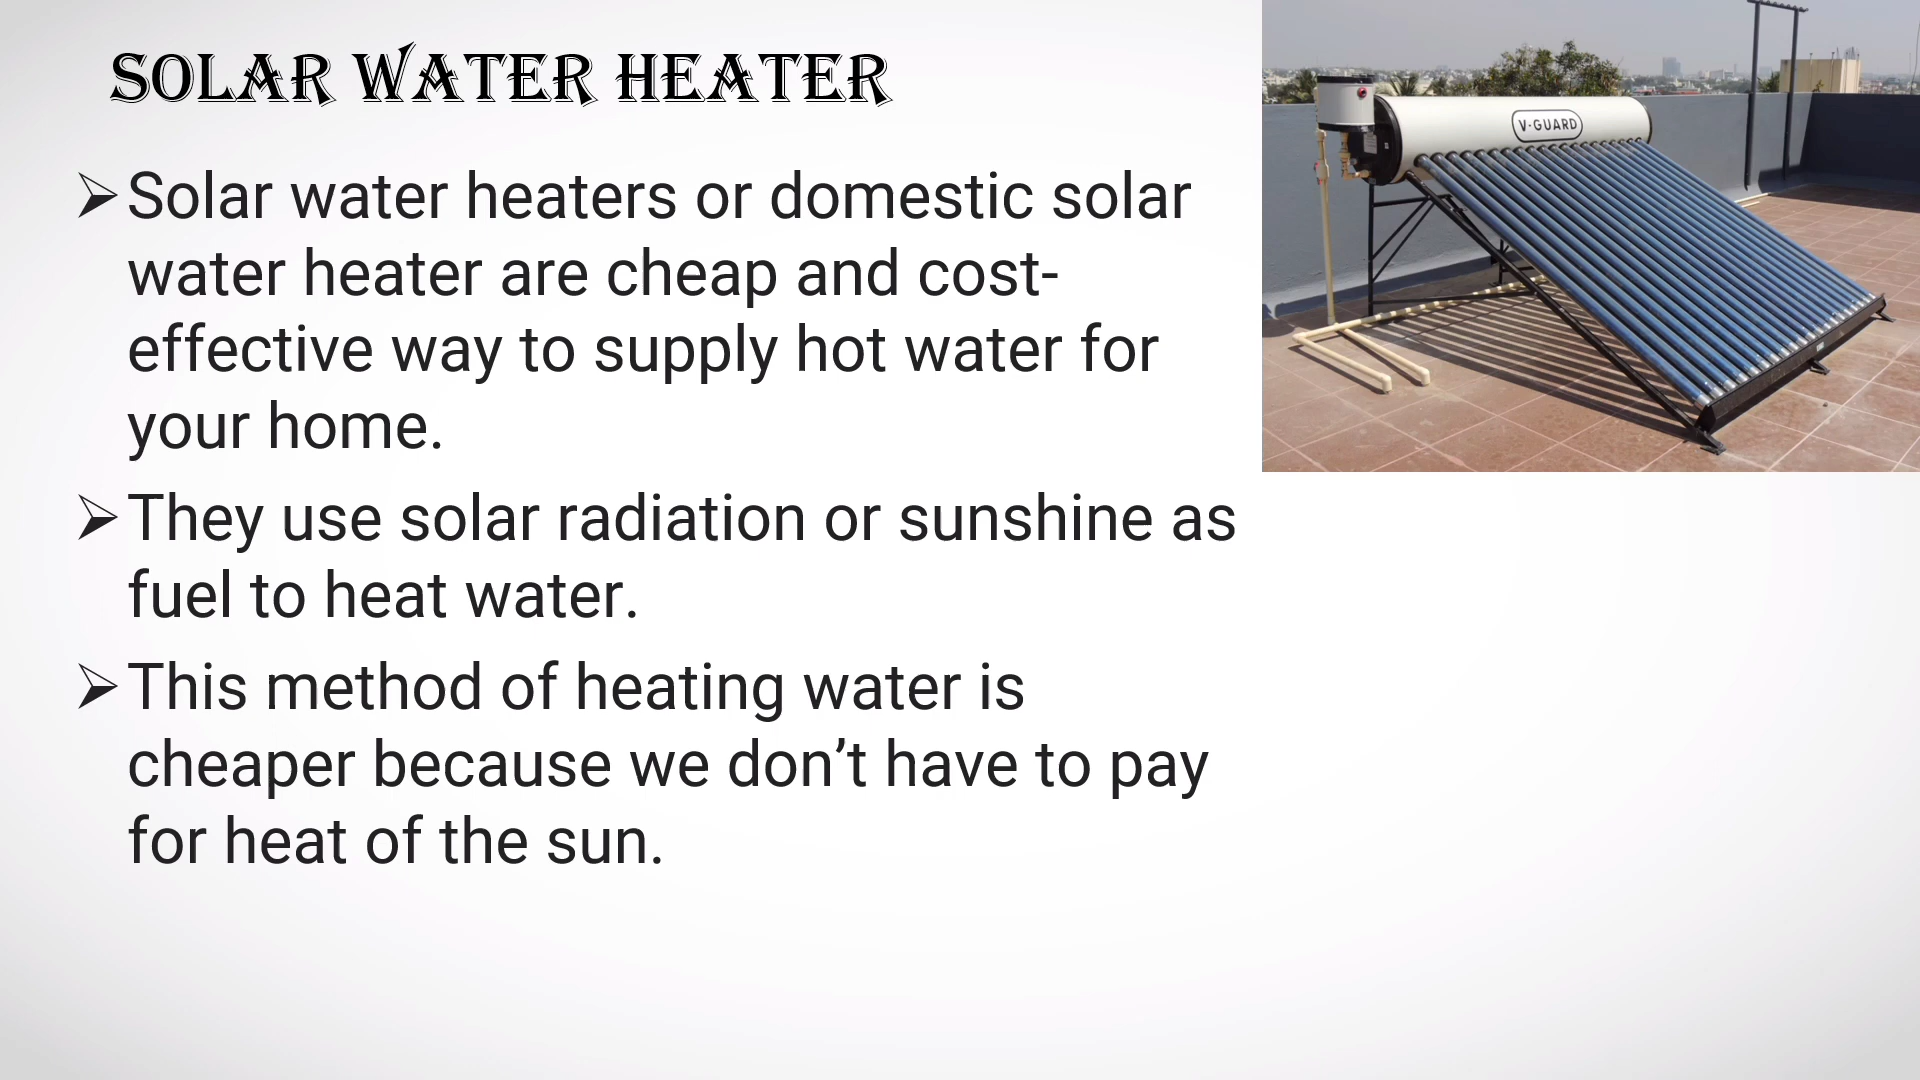 SOLAR WATER HEATER
Solar water heaters or domestic solar
water heater are cheap and cost-
effective way to supply hot water for
your home.
They use solar radiation or sunshine as
fuel to heat water.
This method of heating water is
cheaper because we don’t have to pay
for heat of the sun.
V-GUARD